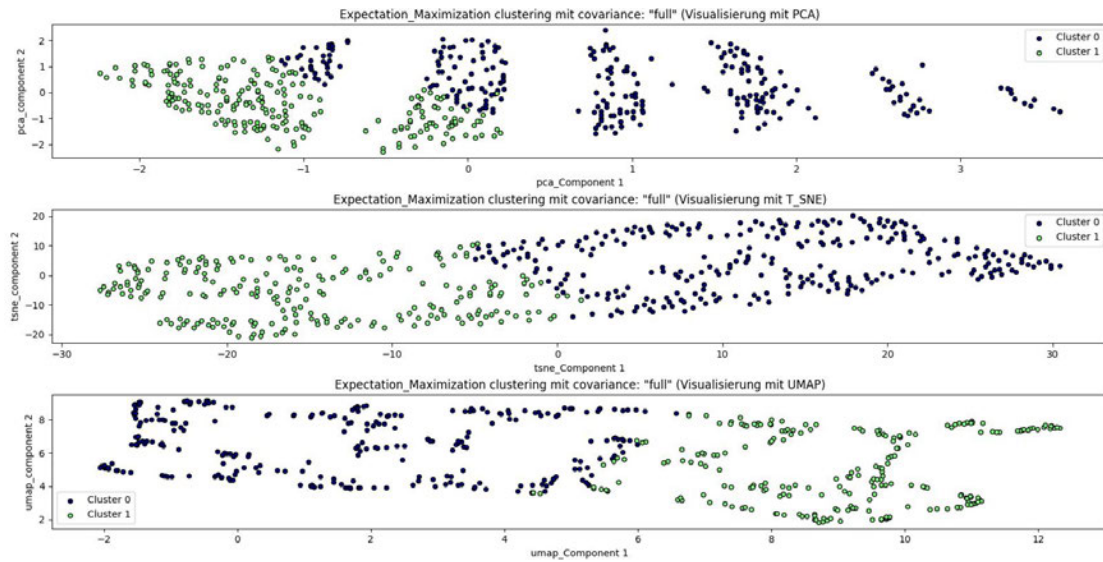 Expectation_Maximization clustering mit covariance: "full" (Visualisierung mit PCA)
pca_component 2
2
1
0
−1
−2
Cluster 0
Cluster 1
−2 −1 0 1 2 3
pca_Component 1
Expectation_Maximization clustering mit covariance: "full" (Visualisierung mit T_SNE)
tsne_component 2
20
10
0
−10
−20
Cluster 0
Cluster 1
−30 −20 −10 0 10 20 30
tsne_Component 1
Expectation_Maximization clustering mit covariance: "full" (Visualisierung mit UMAP)
umap_component 2
8
6
4
2
Cluster 0
Cluster 1
−2 0 2 4 6 8 10 12
umap_Component 1